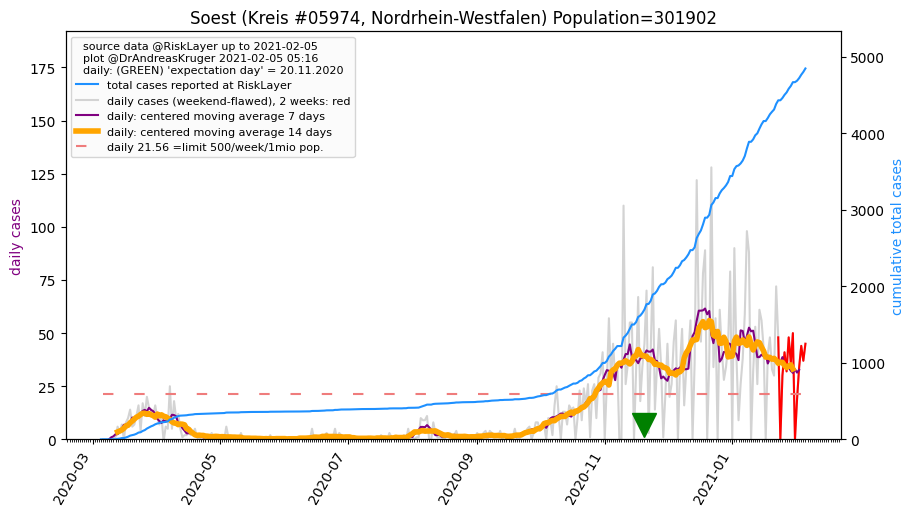 Soest (Kreis #05974, Nordrhein-Westfalen) Population=301902
source data @RiskLayer up to 2021-02-05
plot @DrAndreasKruger 2021-02-05 05:16
daily: (GREEN) 'expectation day' = 20.11.2020
total cases reported at RiskLayer
daily cases (weekend-flawed), 2 weeks: red
daily: centered moving average 7 days
daily: centered moving average 14 days
daily 21.56 =limit 500/week/1mio pop.
daily cases
175
150
125
100
75
50
25
0
5000
4000
3000
2000
1000
0
cumulative total cases
2020-03
2020-05
2020-07
2020-09
2020-11
2021-01